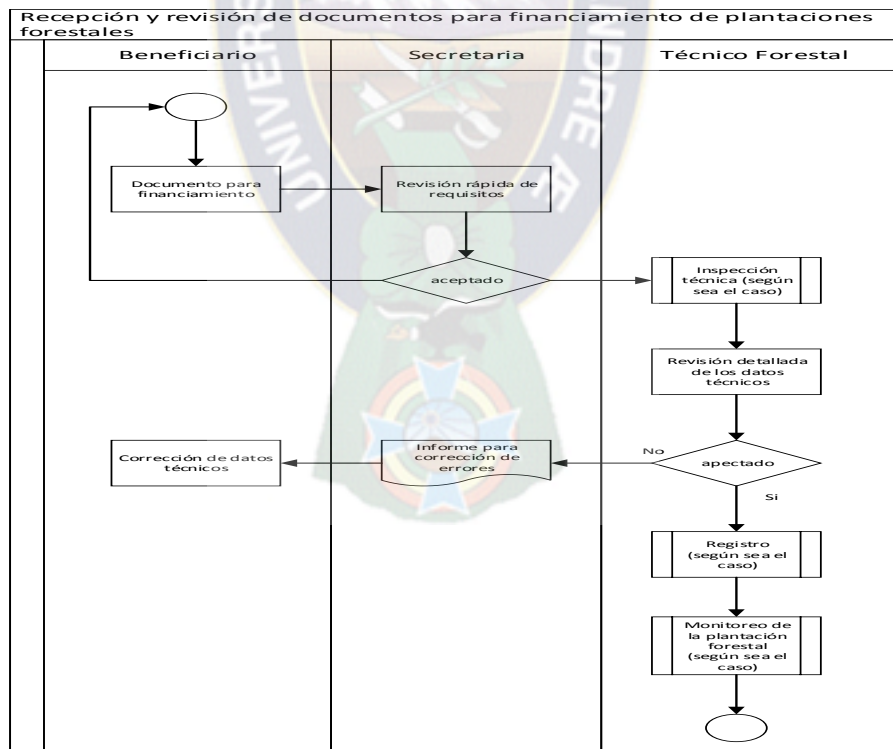 Recepción y revisión de documentos para financiamiento de plantaciones
forestales
Beneficiario
Secretaria
Técnico Forestal
UNIVERS
ANDRE
Documento para
financiamiento
Revisión rápida de
requisitos
aceptado
Inspección
técnica (según
sea el caso)
Revisión detallada
de los datos
técnicos
Corrección de datos
técnicos
Informe para
corrección de
errores
No
apectado
Si
Registro
(según sea el
caso)
Monitoreo de
la plantación
forestal
(según sea el
caso)